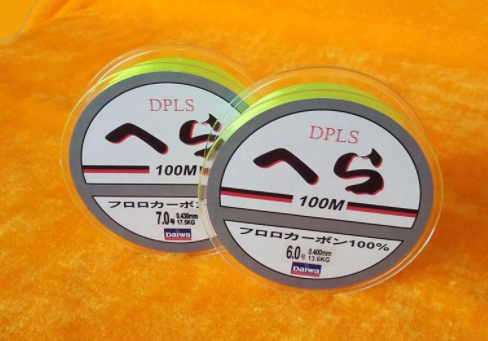 DPLS
へら
100M
フロロカーボン
7.0号 0.430mm
17.5KG
Daiwa
DPLS
へら
100M
フロロカーボン100%
6.0号 0.400mm
13.6KG
Daiwa